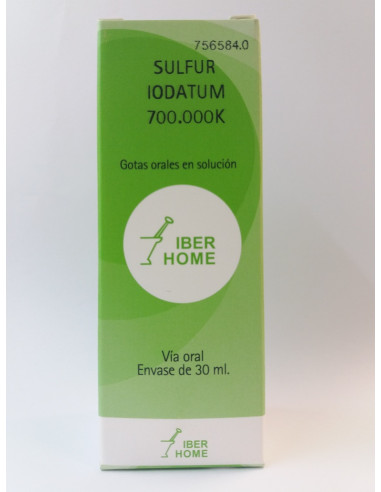 756584.0
SULFUR
IODATUM
700.000K
Gotas orales en solución
IBER
HOME
Vía oral
Envase de 30 ml.
IBER
HOME